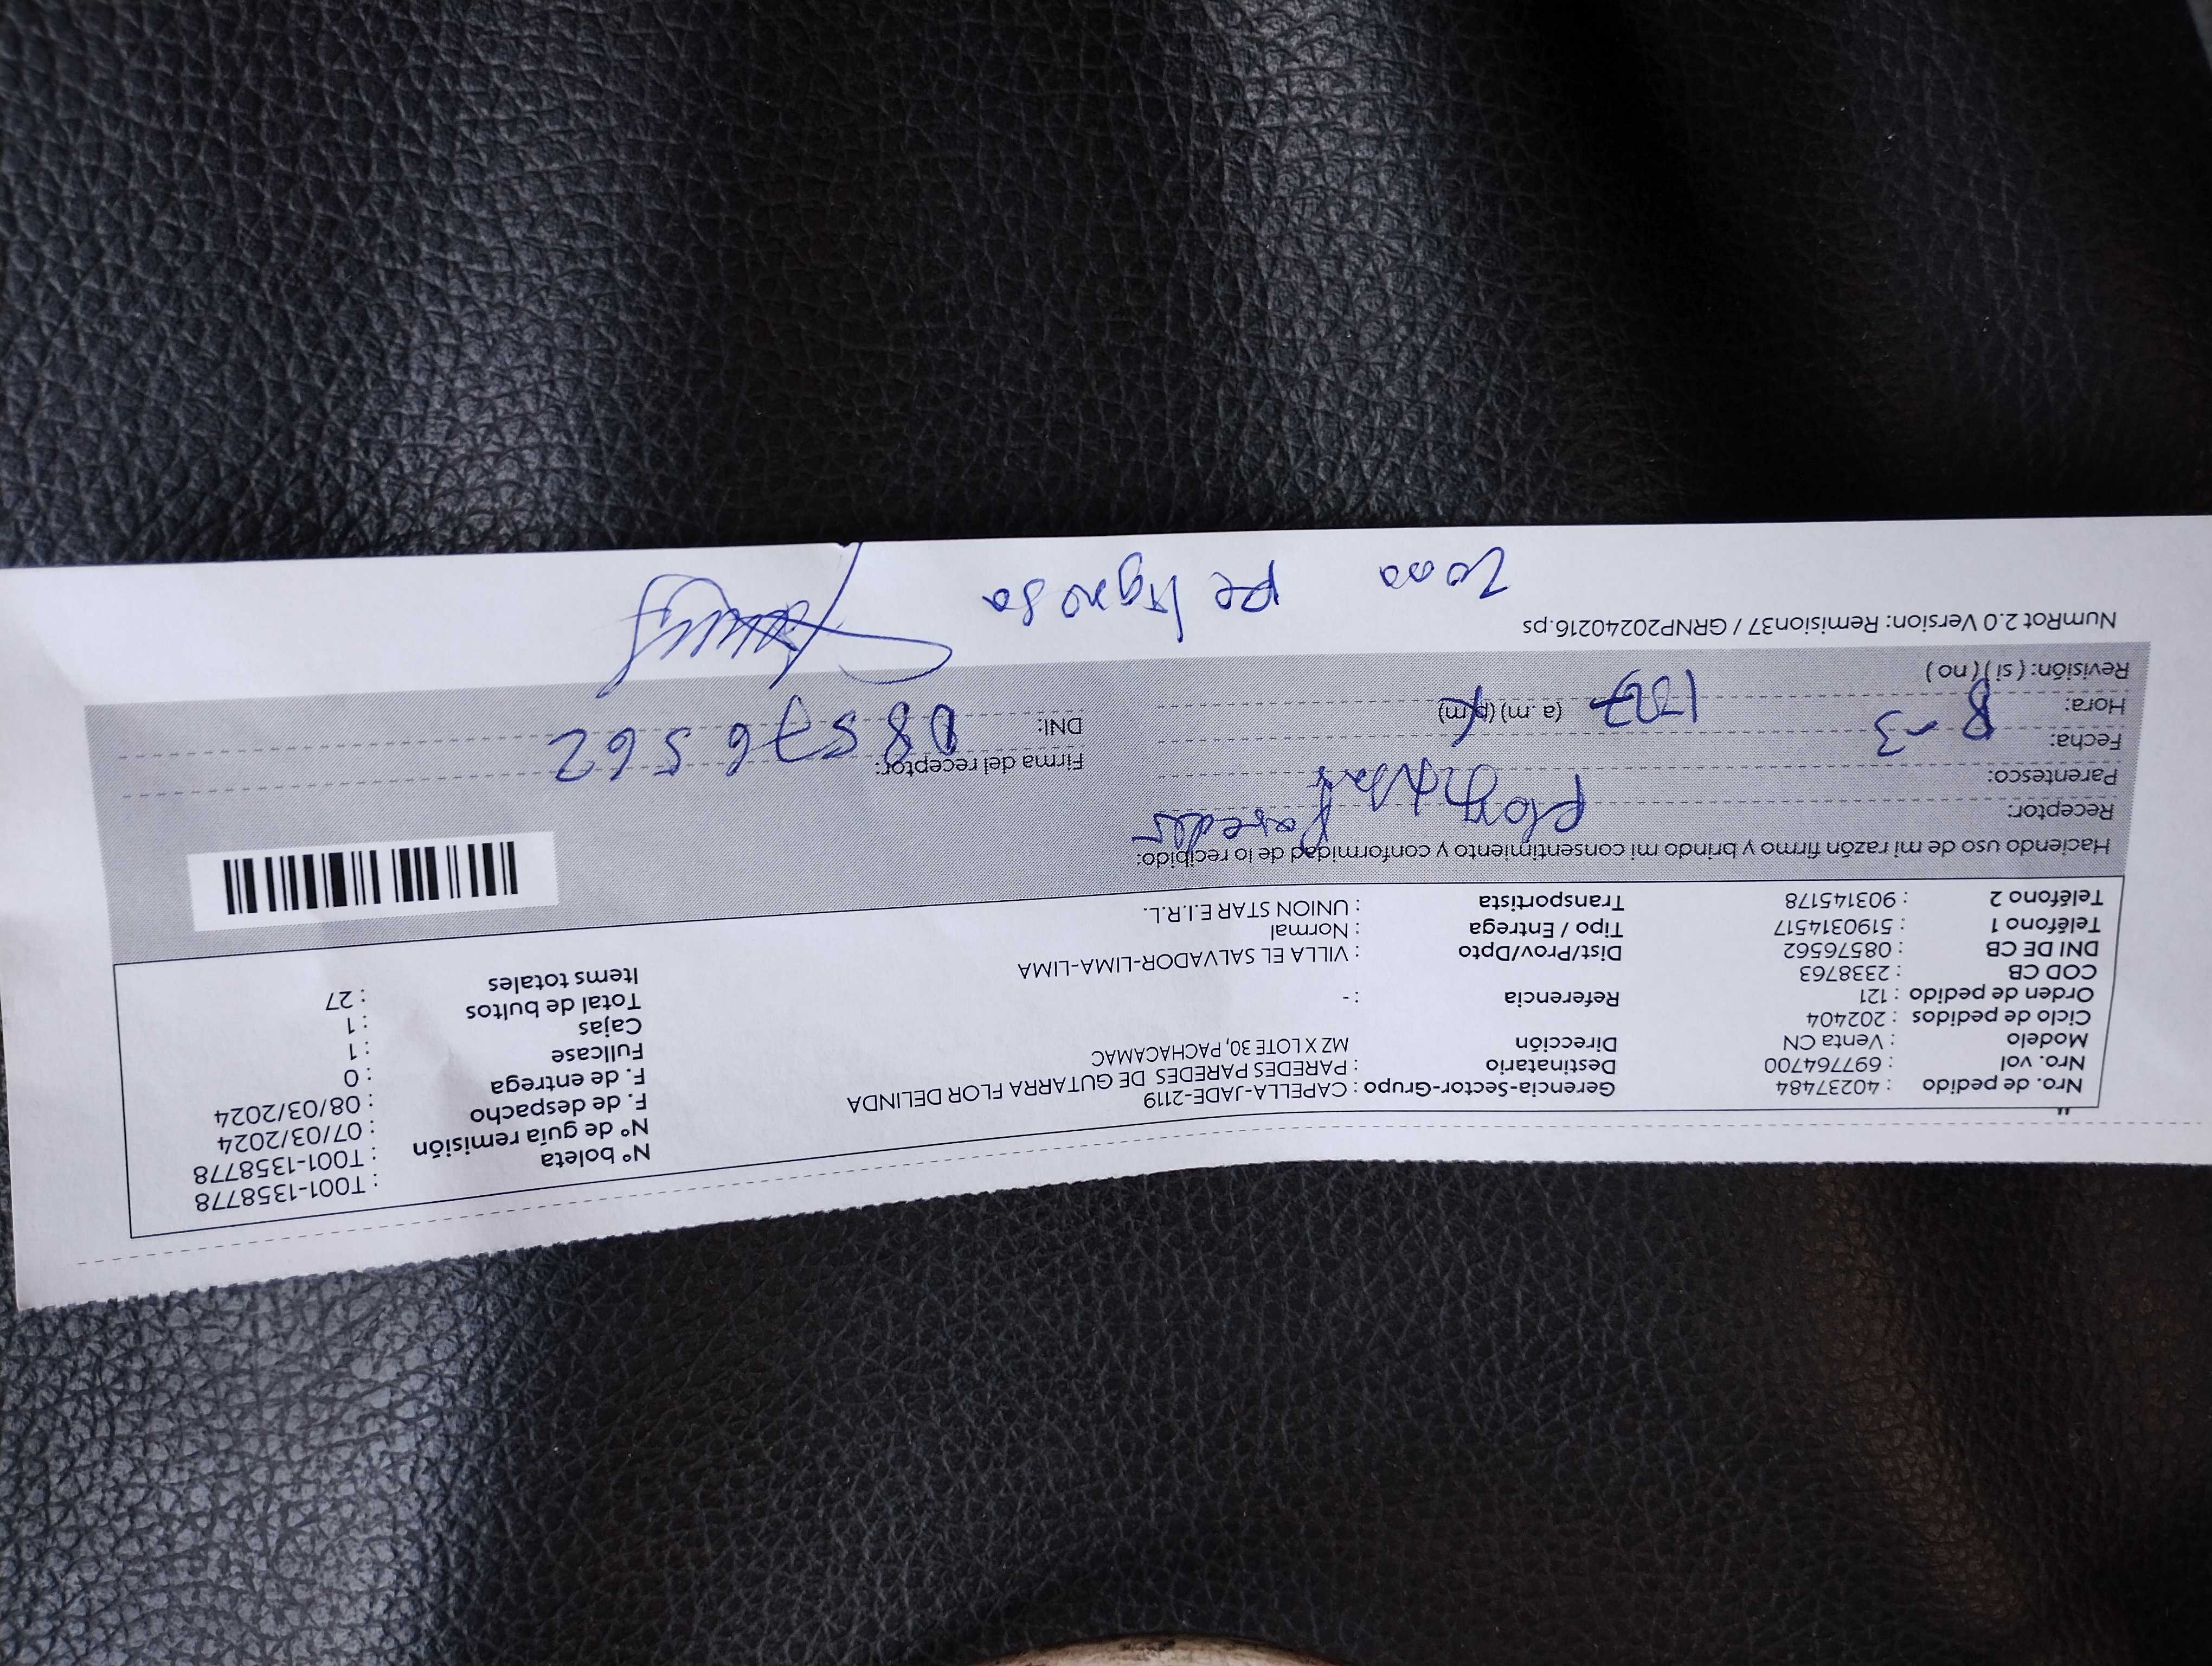 Nro. de pedido : 40237484 Gerencia-Sector-Grupo : CAPELLA-JADE-2119 N° boleta : T001-1358778
Nro. vol : 697764700 Destinatario : PAREDES PAREDES DE GUTARRA FLOR DELINDA N° de guía remisión : T001-1358778
Modelo : Venta CN Dirección MZ X LOTE 30, PACHACAMAC F. de despacho : 07/03/2024
Ciclo de pedidos : 202404 F. de entrega : 08/03/2024
Orden de pedido : 121 Referencia : - Fullcase : 0
COD CB : 2338763 Cajas : 1
DNI DE CB : 08576562 Dist/Prov/Dpto : VILLA EL SALVADOR-LIMA-LIMA Total de bultos : 1
Teléfono 1 : 5190314517 Tipo / Entrega : Normal Items totales : 27
Teléfono 2 : 903145178 Transportista : UNION STAR E.I.R.L.
Haciendo uso de mi razón firmo y brindo mi consentimiento y conformidad de lo recibido:
Receptor: Paredes
Parentesco:
Fecha: 8-3 Firma del receptor:
Hora: (a.m) (p.m) DNI: 08576562
Revisión: ( si ) ( no )
NumRot 2.0 Version: Remision37 / GRNP20240216.ps
Zona peligrosa